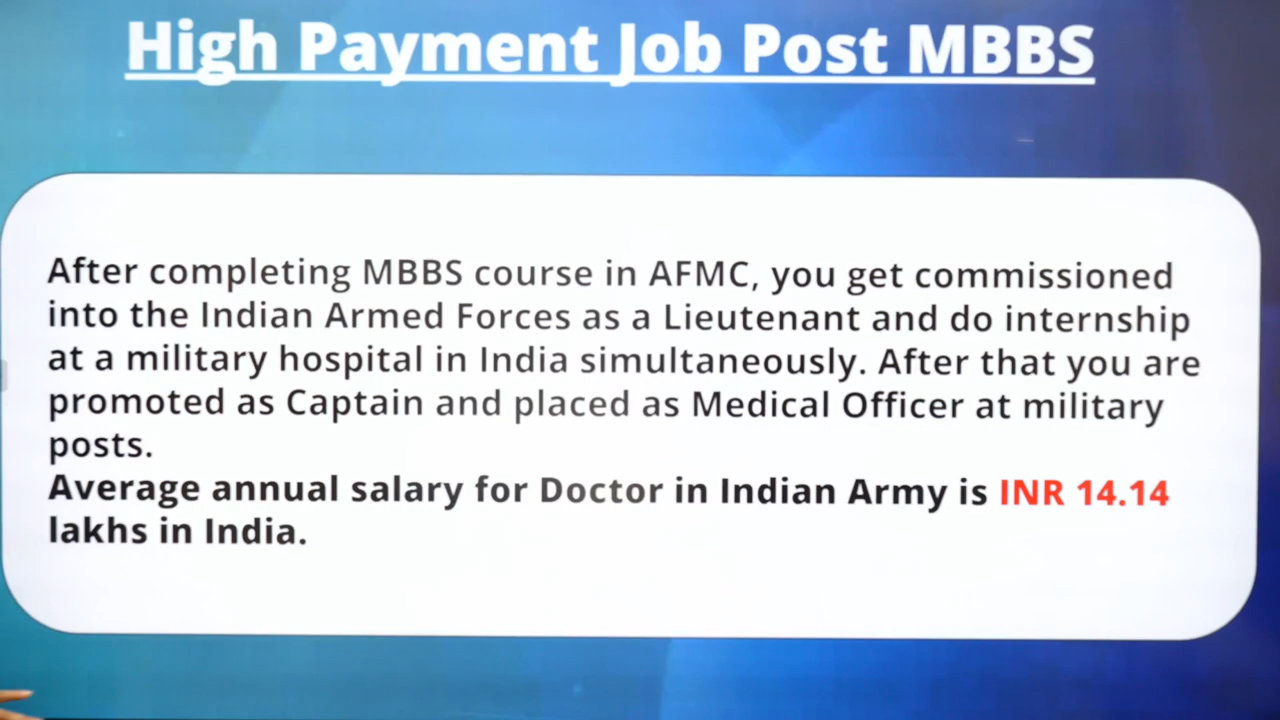 High Payment Job Post MBBS
After completing MBBS course in AFMC, you get commissioned
into the Indian Armed Forces as a Lieutenant and do internship
at a military hospital in India simultaneously. After that you are
promoted as Captain and placed as Medical Officer at military
posts.
Average annual salary for Doctor in Indian Army is INR 14.14
lakhs in India.